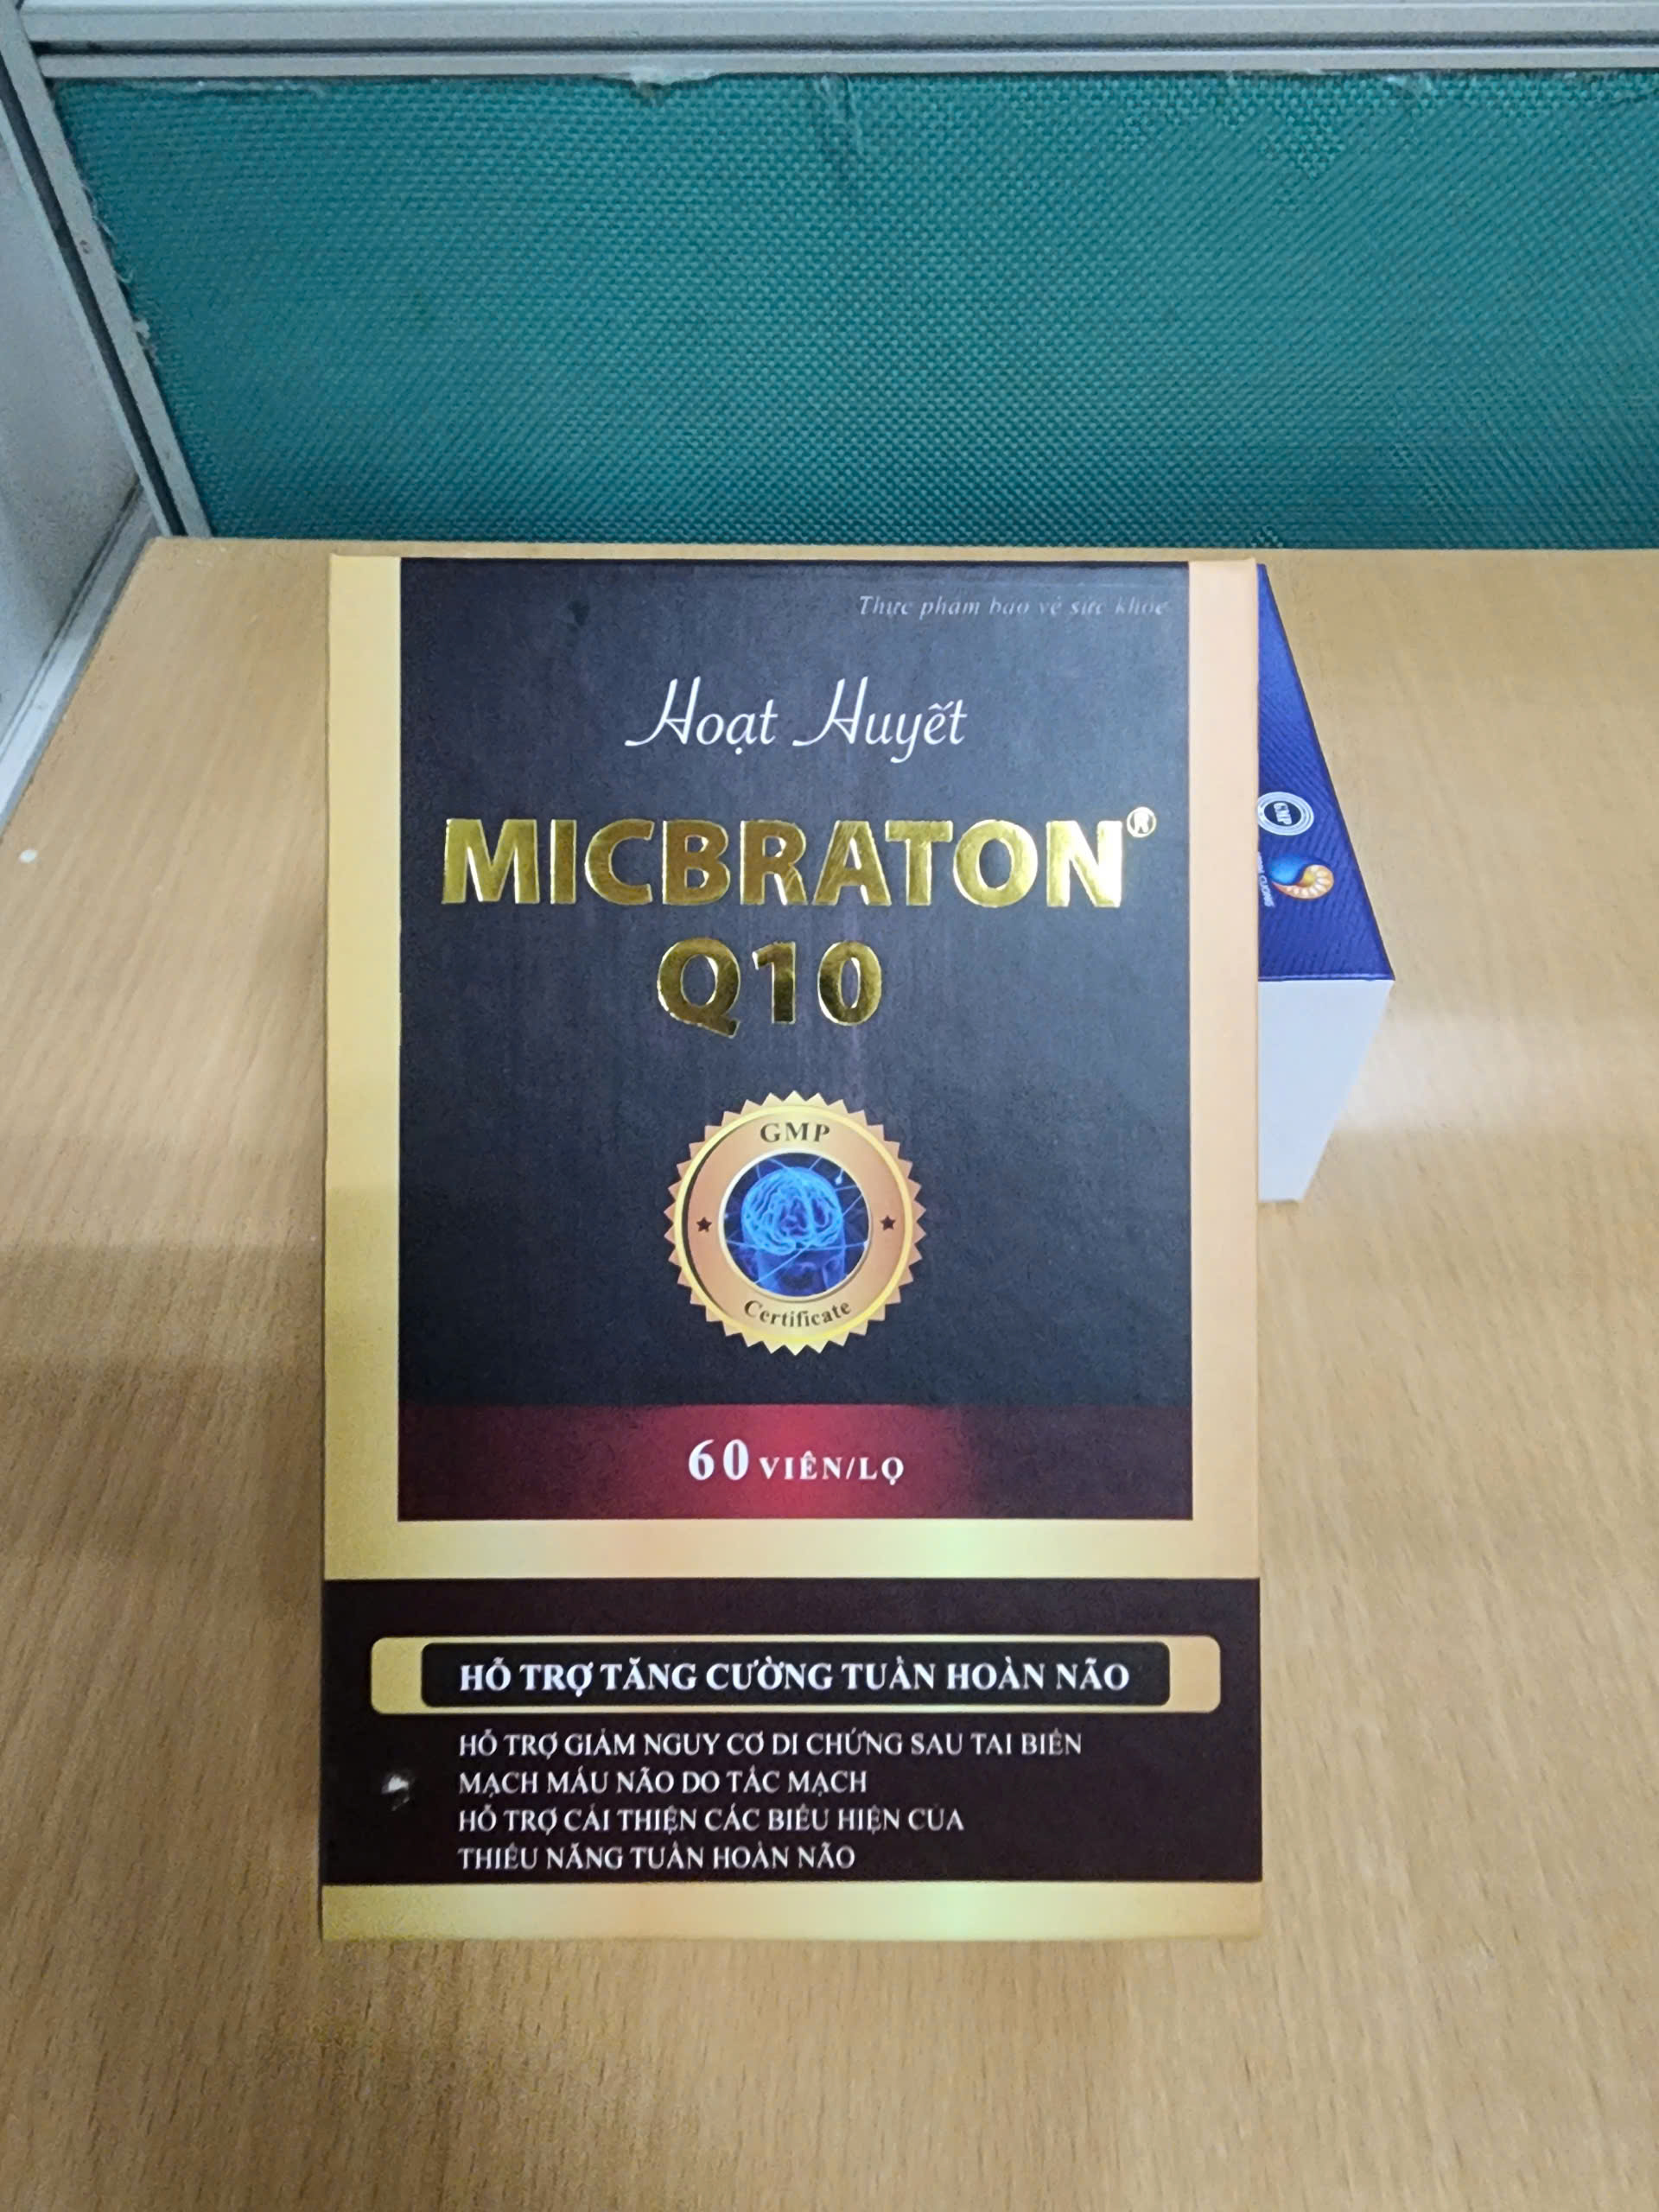 Thực phẩm bảo vệ sức khỏe
Hoạt Huyết
MICBRATON®
Q10
GMP
Certificate
60 VIÊN/LỌ
HỖ TRỢ TĂNG CƯỜNG TUẦN HOÀN NÃO
HỖ TRỢ GIẢM NGUY CƠ DI CHỨNG SAU TAI BIẾN
MẠCH MÁU NÃO DO TẮC MẠCH
HỖ TRỢ CẢI THIỆN CÁC BIỂU HIỆN CỦA
THIỂU NĂNG TUẦN HOÀN NÃO
GMP